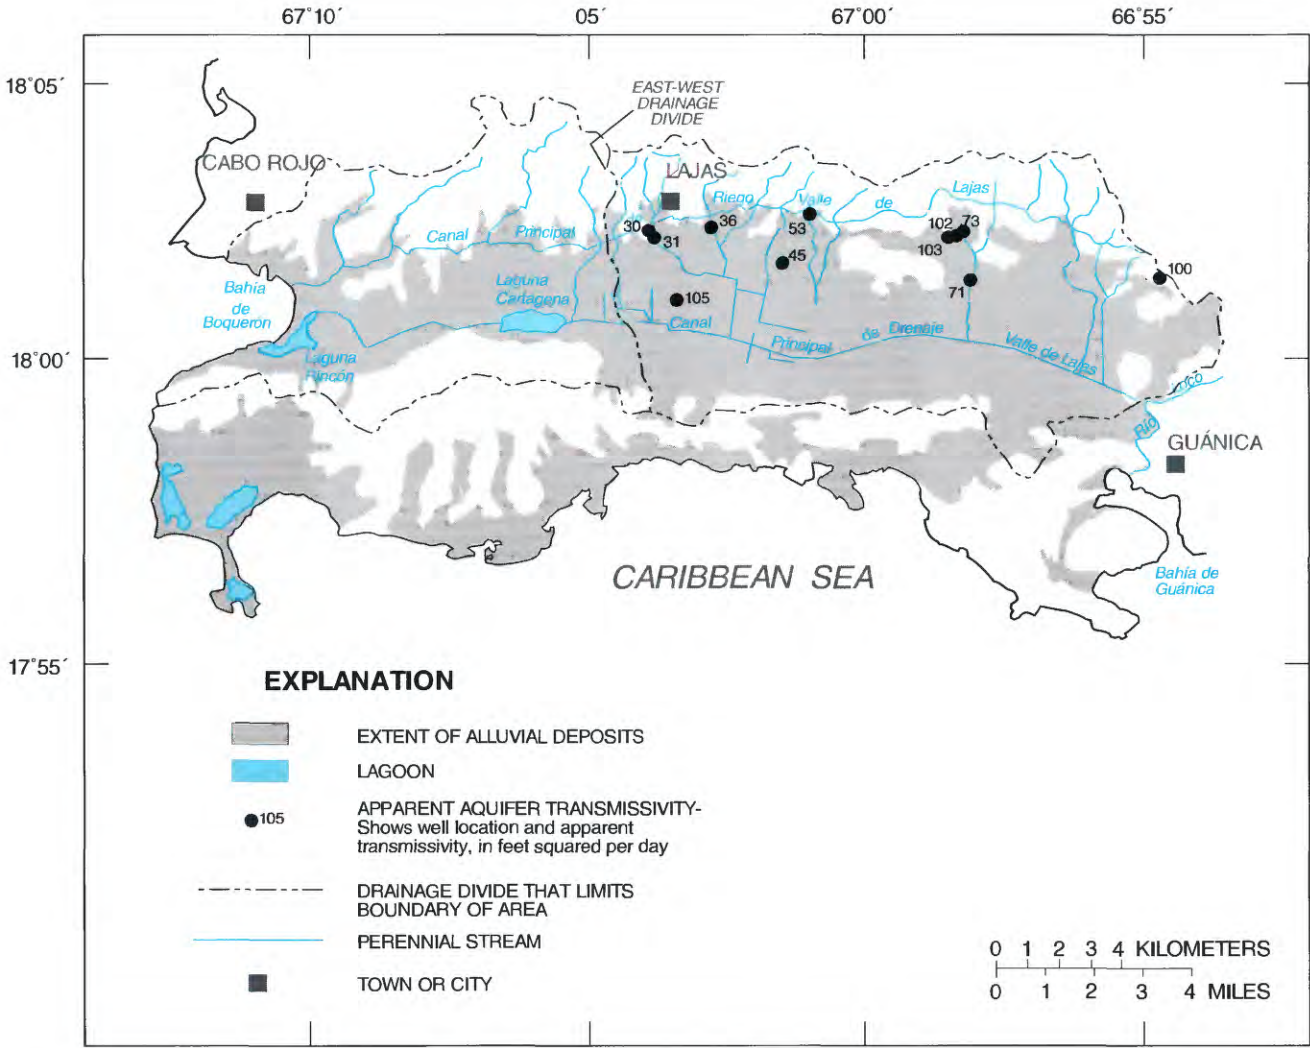 67°10′
05′
67°00′
66°55′
18°05′
EAST-WEST
DRAINAGE
DIVIDE
CABO ROJO
LAJAS
Riego
Valle
de
Lajas
de
30
31
36
53
45
102
73
103
71
100
105
Canal
Principal
Bahía
de
Boquerón
Laguna
Cartagena
Laguna
Rincón
Canal
Principal
de Drenaje
Valle de Lajas
18°00′
Río
Loco
GUÁNICA
CARIBBEAN SEA
Bahía de
Guánica
17°55′
EXPLANATION
EXTENT OF ALLUVIAL DEPOSITS
LAGOON
105
APPARENT AQUIFER TRANSMISSIVITY-
Shows well location and apparent
transmissivity, in feet squared per day
DRAINAGE DIVIDE THAT LIMITS
BOUNDARY OF AREA
PERENNIAL STREAM
TOWN OR CITY
0 1 2 3 4 KILOMETERS
0 1 2 3 4 MILES